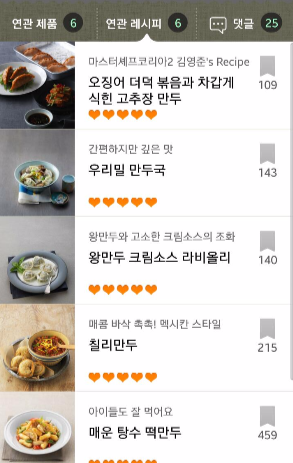 연관 제품 6 연관 레시피 6 댓글 25
마스터셰프코리아2 김영준's Recipe
오징어 더덕 볶음과 차갑게
식힌 고추장 만두
109
간편하지만 깊은 맛
우리밀 만두국
143
왕만두와 고소한 크림소스의 조화
왕만두 크림소스 라비올리
140
매콤 바삭 촉촉! 멕시칸 스타일
칠리만두
215
아이들도 잘 먹어요
매운 탕수 떡만두
459